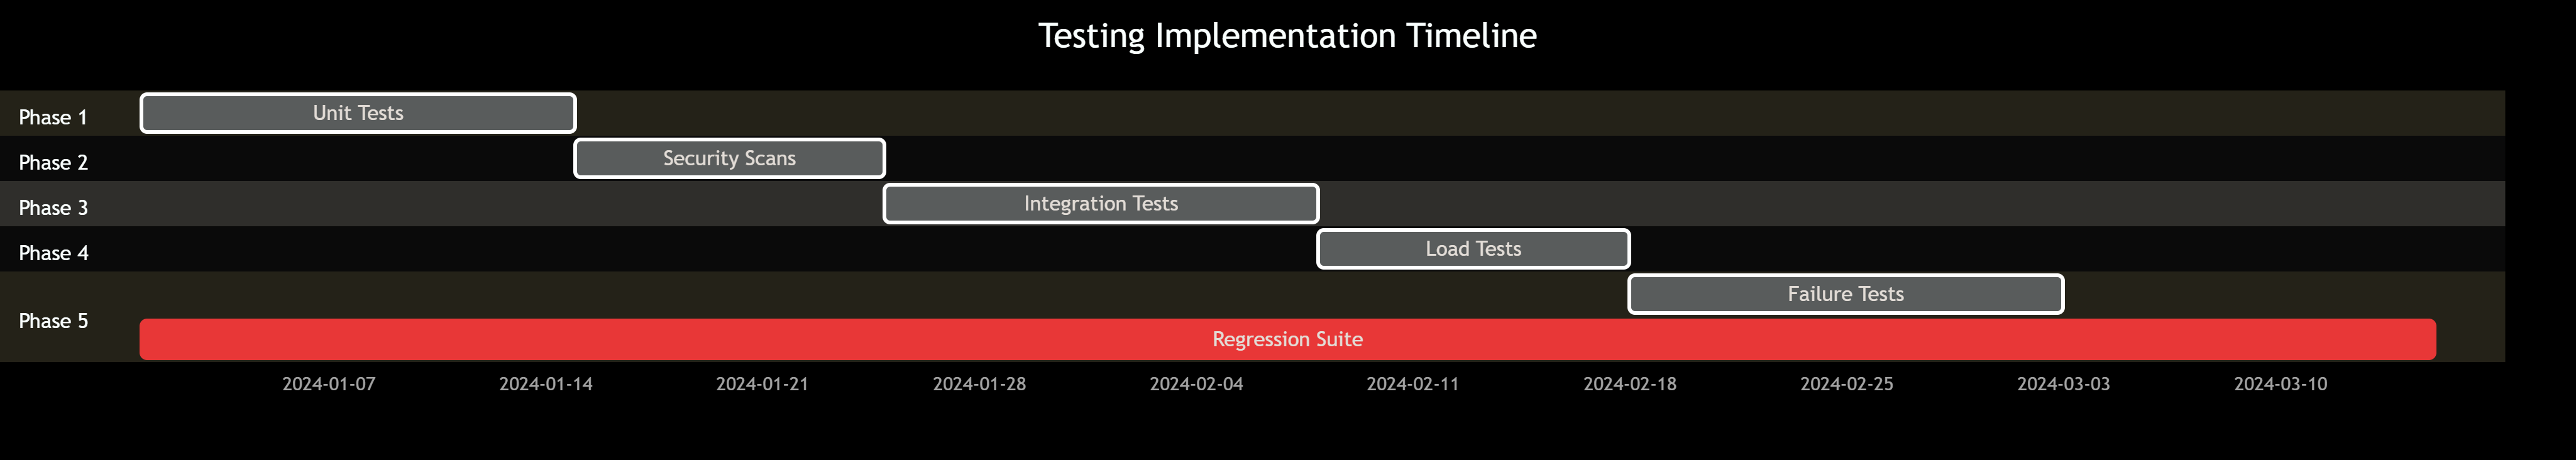 Testing Implementation Timeline
Phase 1
Unit Tests
Phase 2
Security Scans
Phase 3
Integration Tests
Phase 4
Load Tests
Phase 5
Failure Tests
Regression Suite
2024-01-07
2024-01-14
2024-01-21
2024-01-28
2024-02-04
2024-02-11
2024-02-18
2024-02-25
2024-03-03
2024-03-10